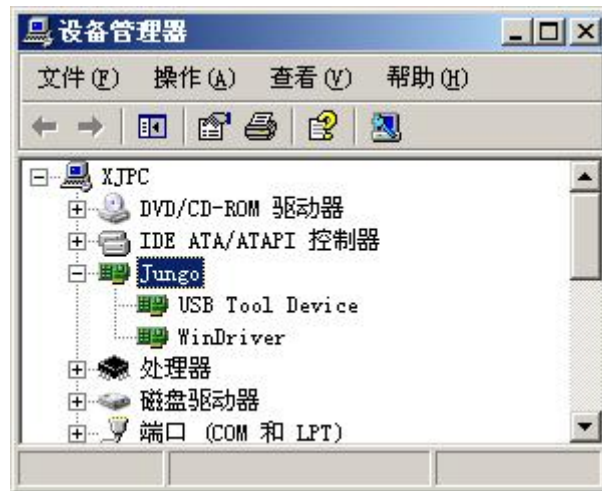 设备管理器
文件(F) 操作(A) 查看(V) 帮助(H)
XJPC
DVD/CD-ROM 驱动器
IDE ATA/ATAPI 控制器
Jungo
USB Tool Device
WinDriver
处理器
磁盘驱动器
端口 (COM 和 LPT)